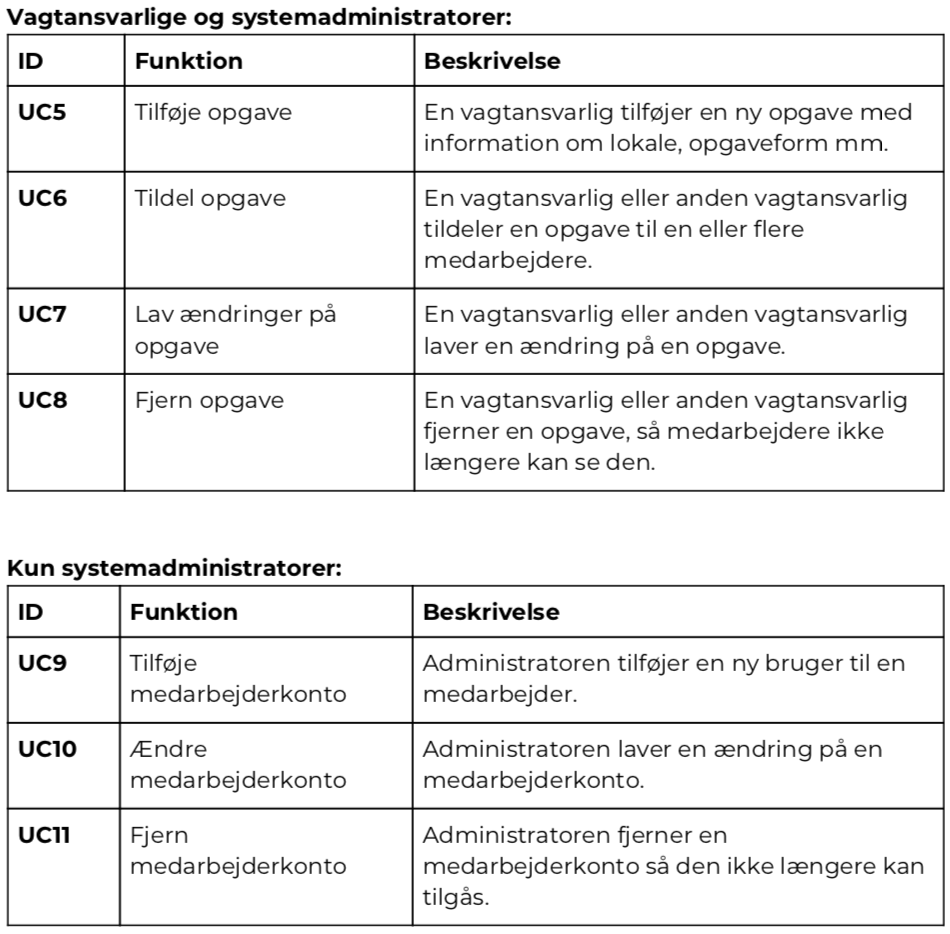 Vagtansvarlige og systemadministratorer:
ID Funktion Beskrivelse
UC5 Tilføje opgave En vagtansvarlig tilføjer en ny opgave med
information om lokale, opgaveform mm.
UC6 Tildel opgave En vagtansvarlig eller anden vagtansvarlig
tildeler en opgave til en eller flere
medarbejdere.
UC7 Lav ændringer på En vagtansvarlig eller anden vagtansvarlig
opgave laver en ændring på en opgave.
UC8 Fjern opgave En vagtansvarlig eller anden vagtansvarlig
fjerner en opgave, så medarbejdere ikke
længere kan se den.
Kun systemadministratorer:
ID Funktion Beskrivelse
UC9 Tilføje Administratoren tilføjer en ny bruger til en
medarbejderkonto medarbejder.
UC10 Ændre Administratoren laver en ændring på en
medarbejderkonto medarbejderkonto.
UC11 Fjern Administratoren fjerner en
medarbejderkonto medarbejderkonto så den ikke længere kan
tilgås.